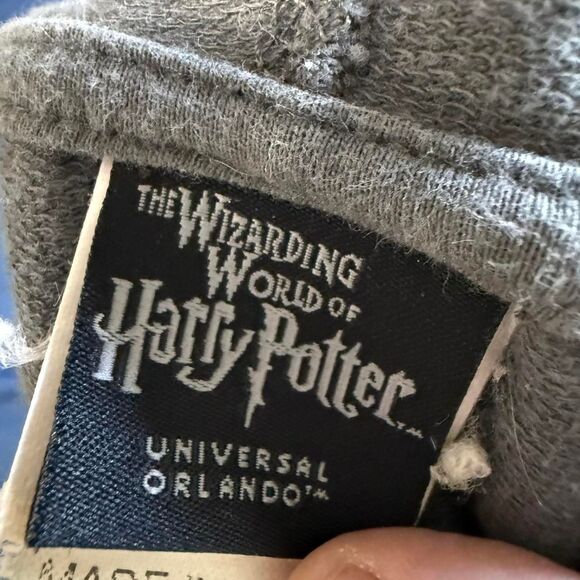 THE WIZARDING
WORLD OF
Harry Potter™
UNIVERSAL
ORLANDO™